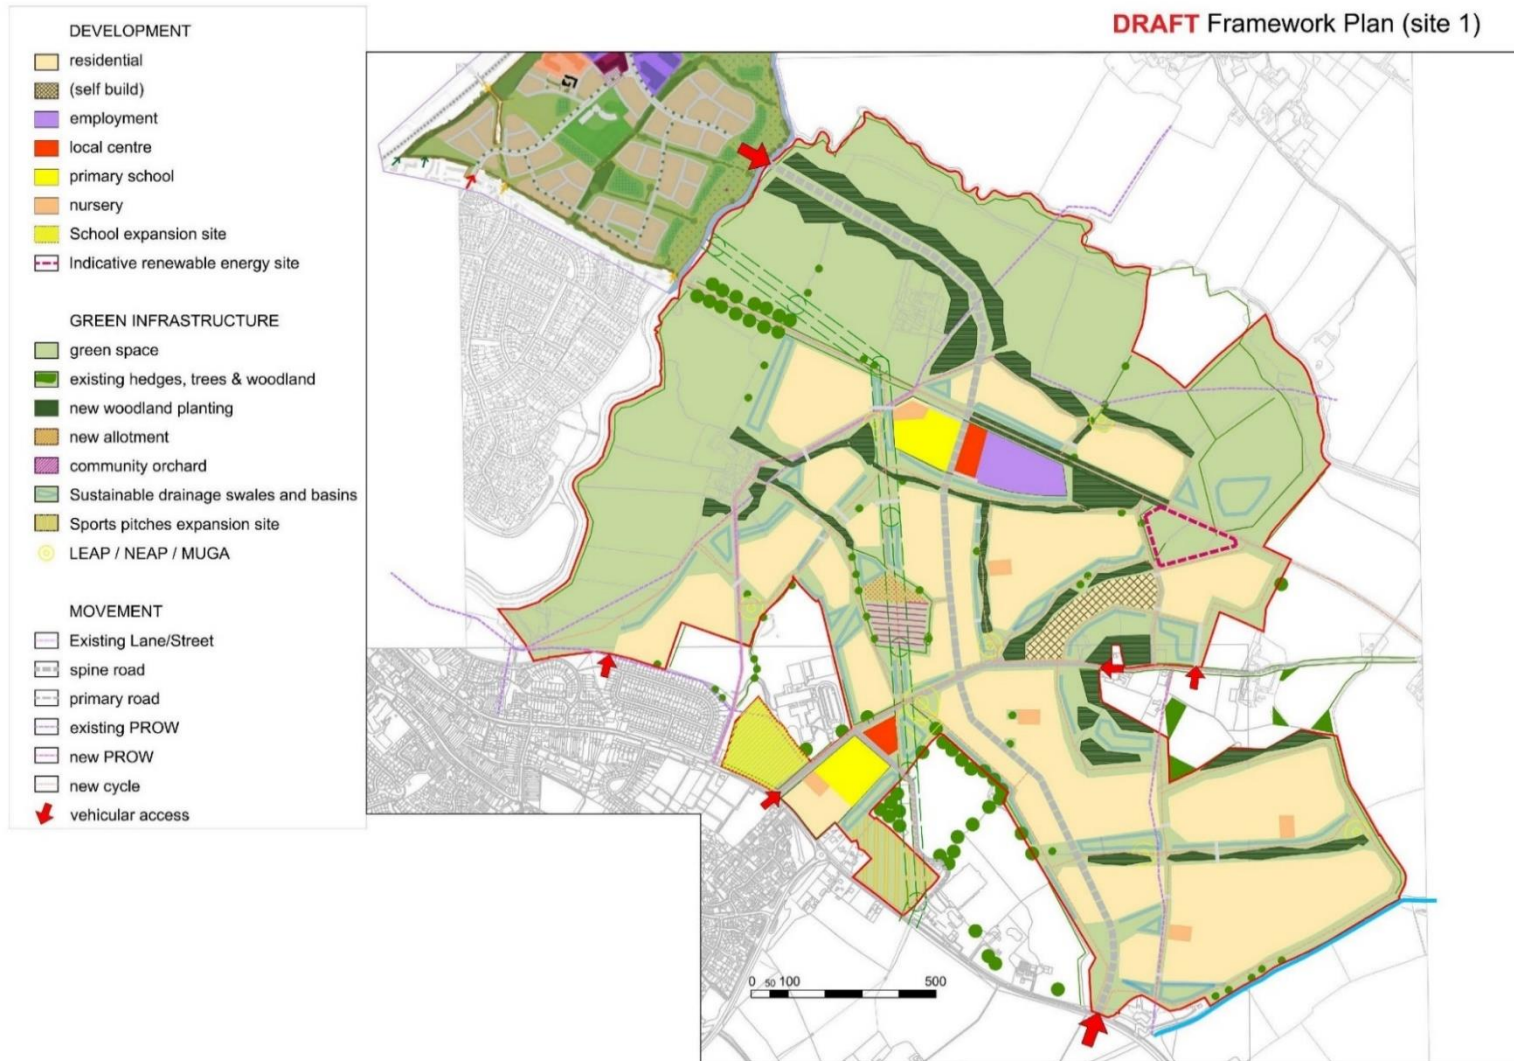 DRAFT Framework Plan (site 1)
DEVELOPMENT
residential
(self build)
employment
local centre
primary school
nursery
School expansion site
Indicative renewable energy site
GREEN INFRASTRUCTURE
green space
existing hedges, trees & woodland
new woodland planting
new allotment
community orchard
Sustainable drainage swales and basins
Sports pitches expansion site
LEAP / NEAP / MUGA
MOVEMENT
Existing Lane/Street
spine road
primary road
existing PROW
new PROW
new cycle
vehicular access
0 50 100 500